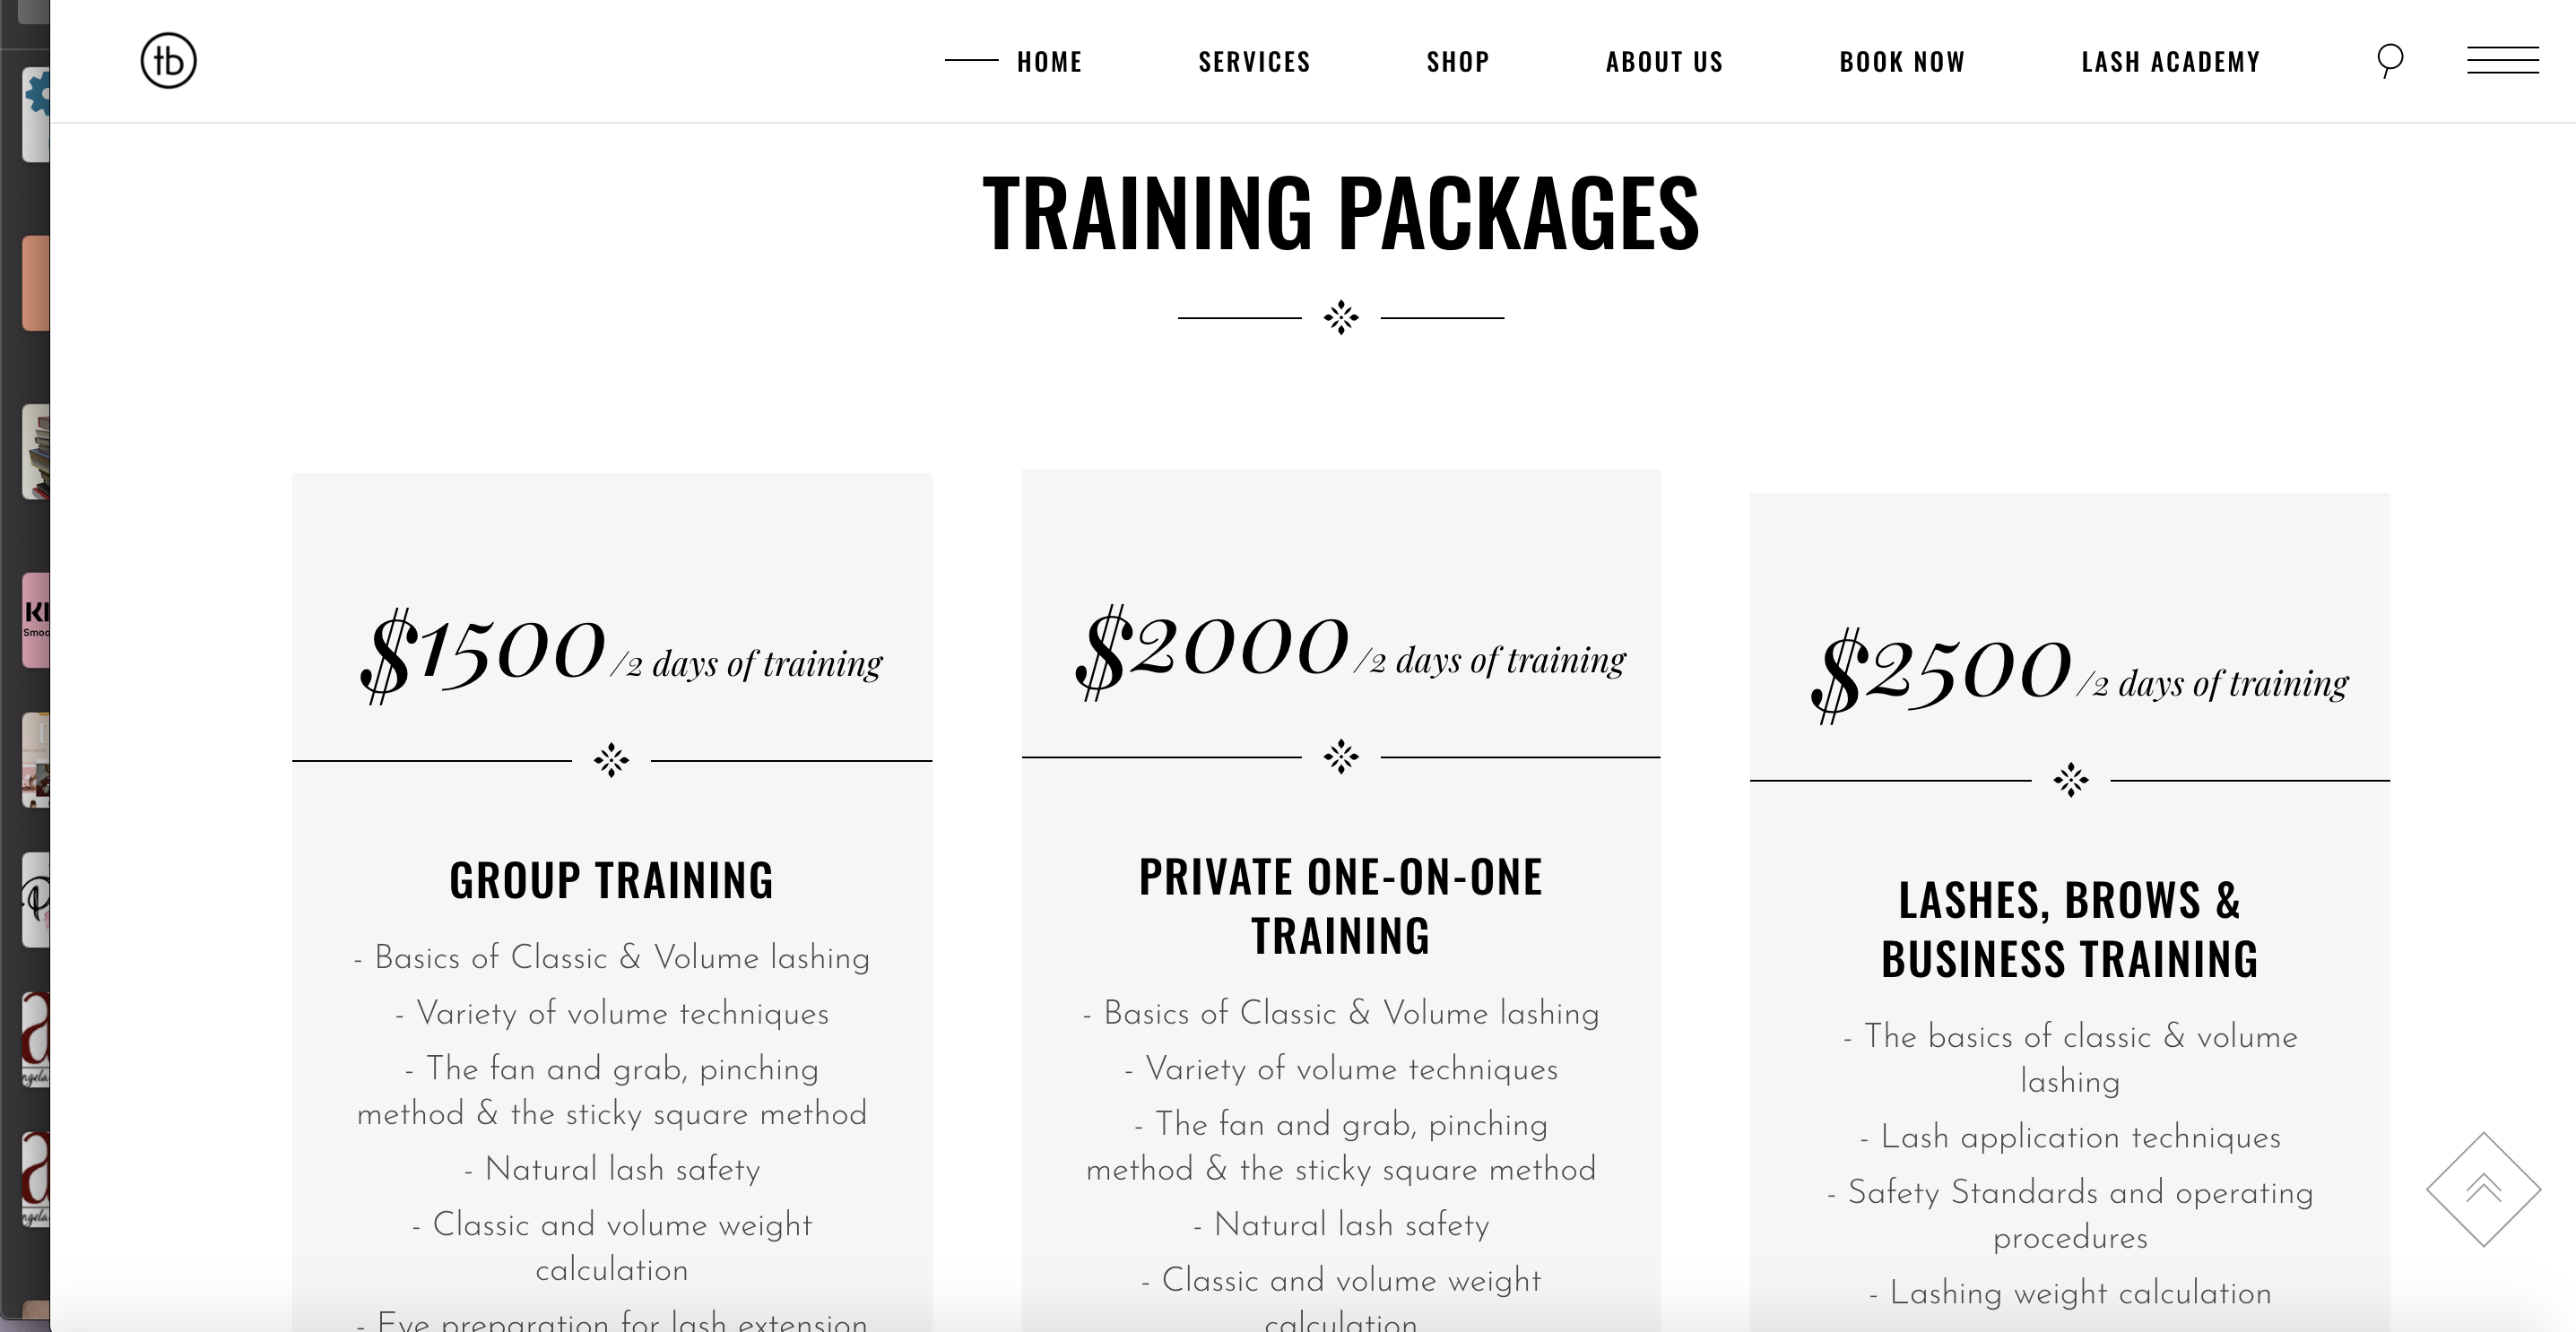 tb
HOME SERVICES SHOP ABOUT US BOOK NOW LASH ACADEMY
TRAINING PACKAGES
$1500 /2 days of training
GROUP TRAINING
- Basics of Classic & Volume lashing
- Variety of volume techniques
- The fan and grab, pinching
method & the sticky square method
- Natural lash safety
- Classic and volume weight
calculation
- Eye preparation for lash extension
$2000 /2 days of training
PRIVATE ONE-ON-ONE
TRAINING
- Basics of Classic & Volume lashing
- Variety of volume techniques
- The fan and grab, pinching
method & the sticky square method
- Natural lash safety
- Classic and volume weight
calculation
$2500 /2 days of training
LASHES, BROWS &
BUSINESS TRAINING
- The basics of classic & volume
lashing
- Lash application techniques
- Safety Standards and operating
procedures
- Lashing weight calculation